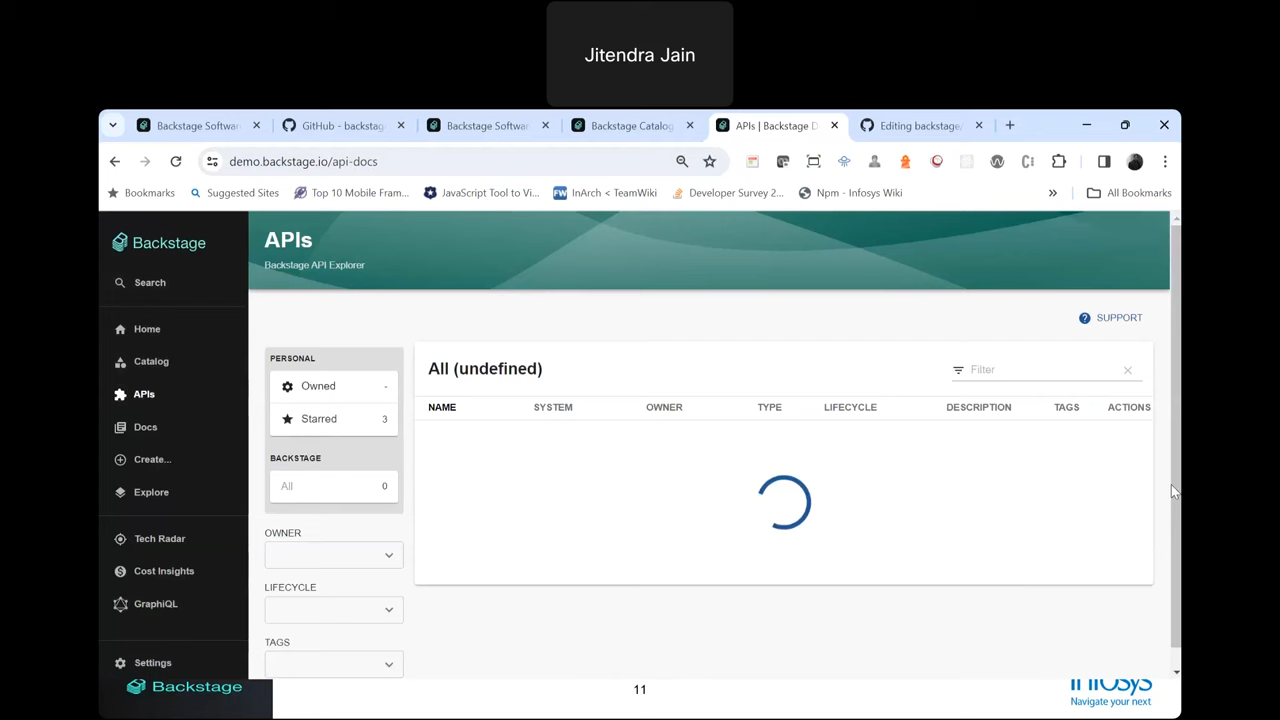 Jitendra Jain
Backstage Softwar
GitHub - backstag
Backstage Softwar
Backstage Catalog
APIs | Backstage D
Editing backstage/
demo.backstage.io/api-docs
Bookmarks
Suggested Sites
Top 10 Mobile Fram...
JavaScript Tool to Vi...
InArch < TeamWiki
Developer Survey 2...
Npm - Infosys Wiki
All Bookmarks
Backstage
Search
Home
Catalog
APIs
Docs
Create...
Explore
Tech Radar
Cost Insights
GraphiQL
Settings
APIs
Backstage API Explorer
SUPPORT
PERSONAL
Owned -
Starred 3
BACKSTAGE
All 0
OWNER
LIFECYCLE
TAGS
All (undefined)
Filter
NAME SYSTEM OWNER TYPE LIFECYCLE DESCRIPTION TAGS ACTIONS
Backstage
11
Infosys
Navigate your next